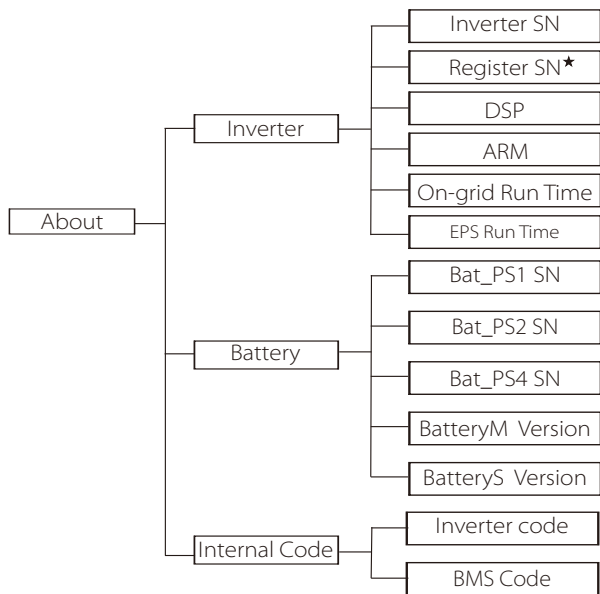 About
Inverter
Inverter SN
Register SN★
DSP
ARM
On-grid Run Time
EPS Run Time
Battery
Bat_PS1 SN
Bat_PS2 SN
Bat_PS4 SN
BatteryM Version
BatteryS Version
Internal Code
Inverter code
BMS Code